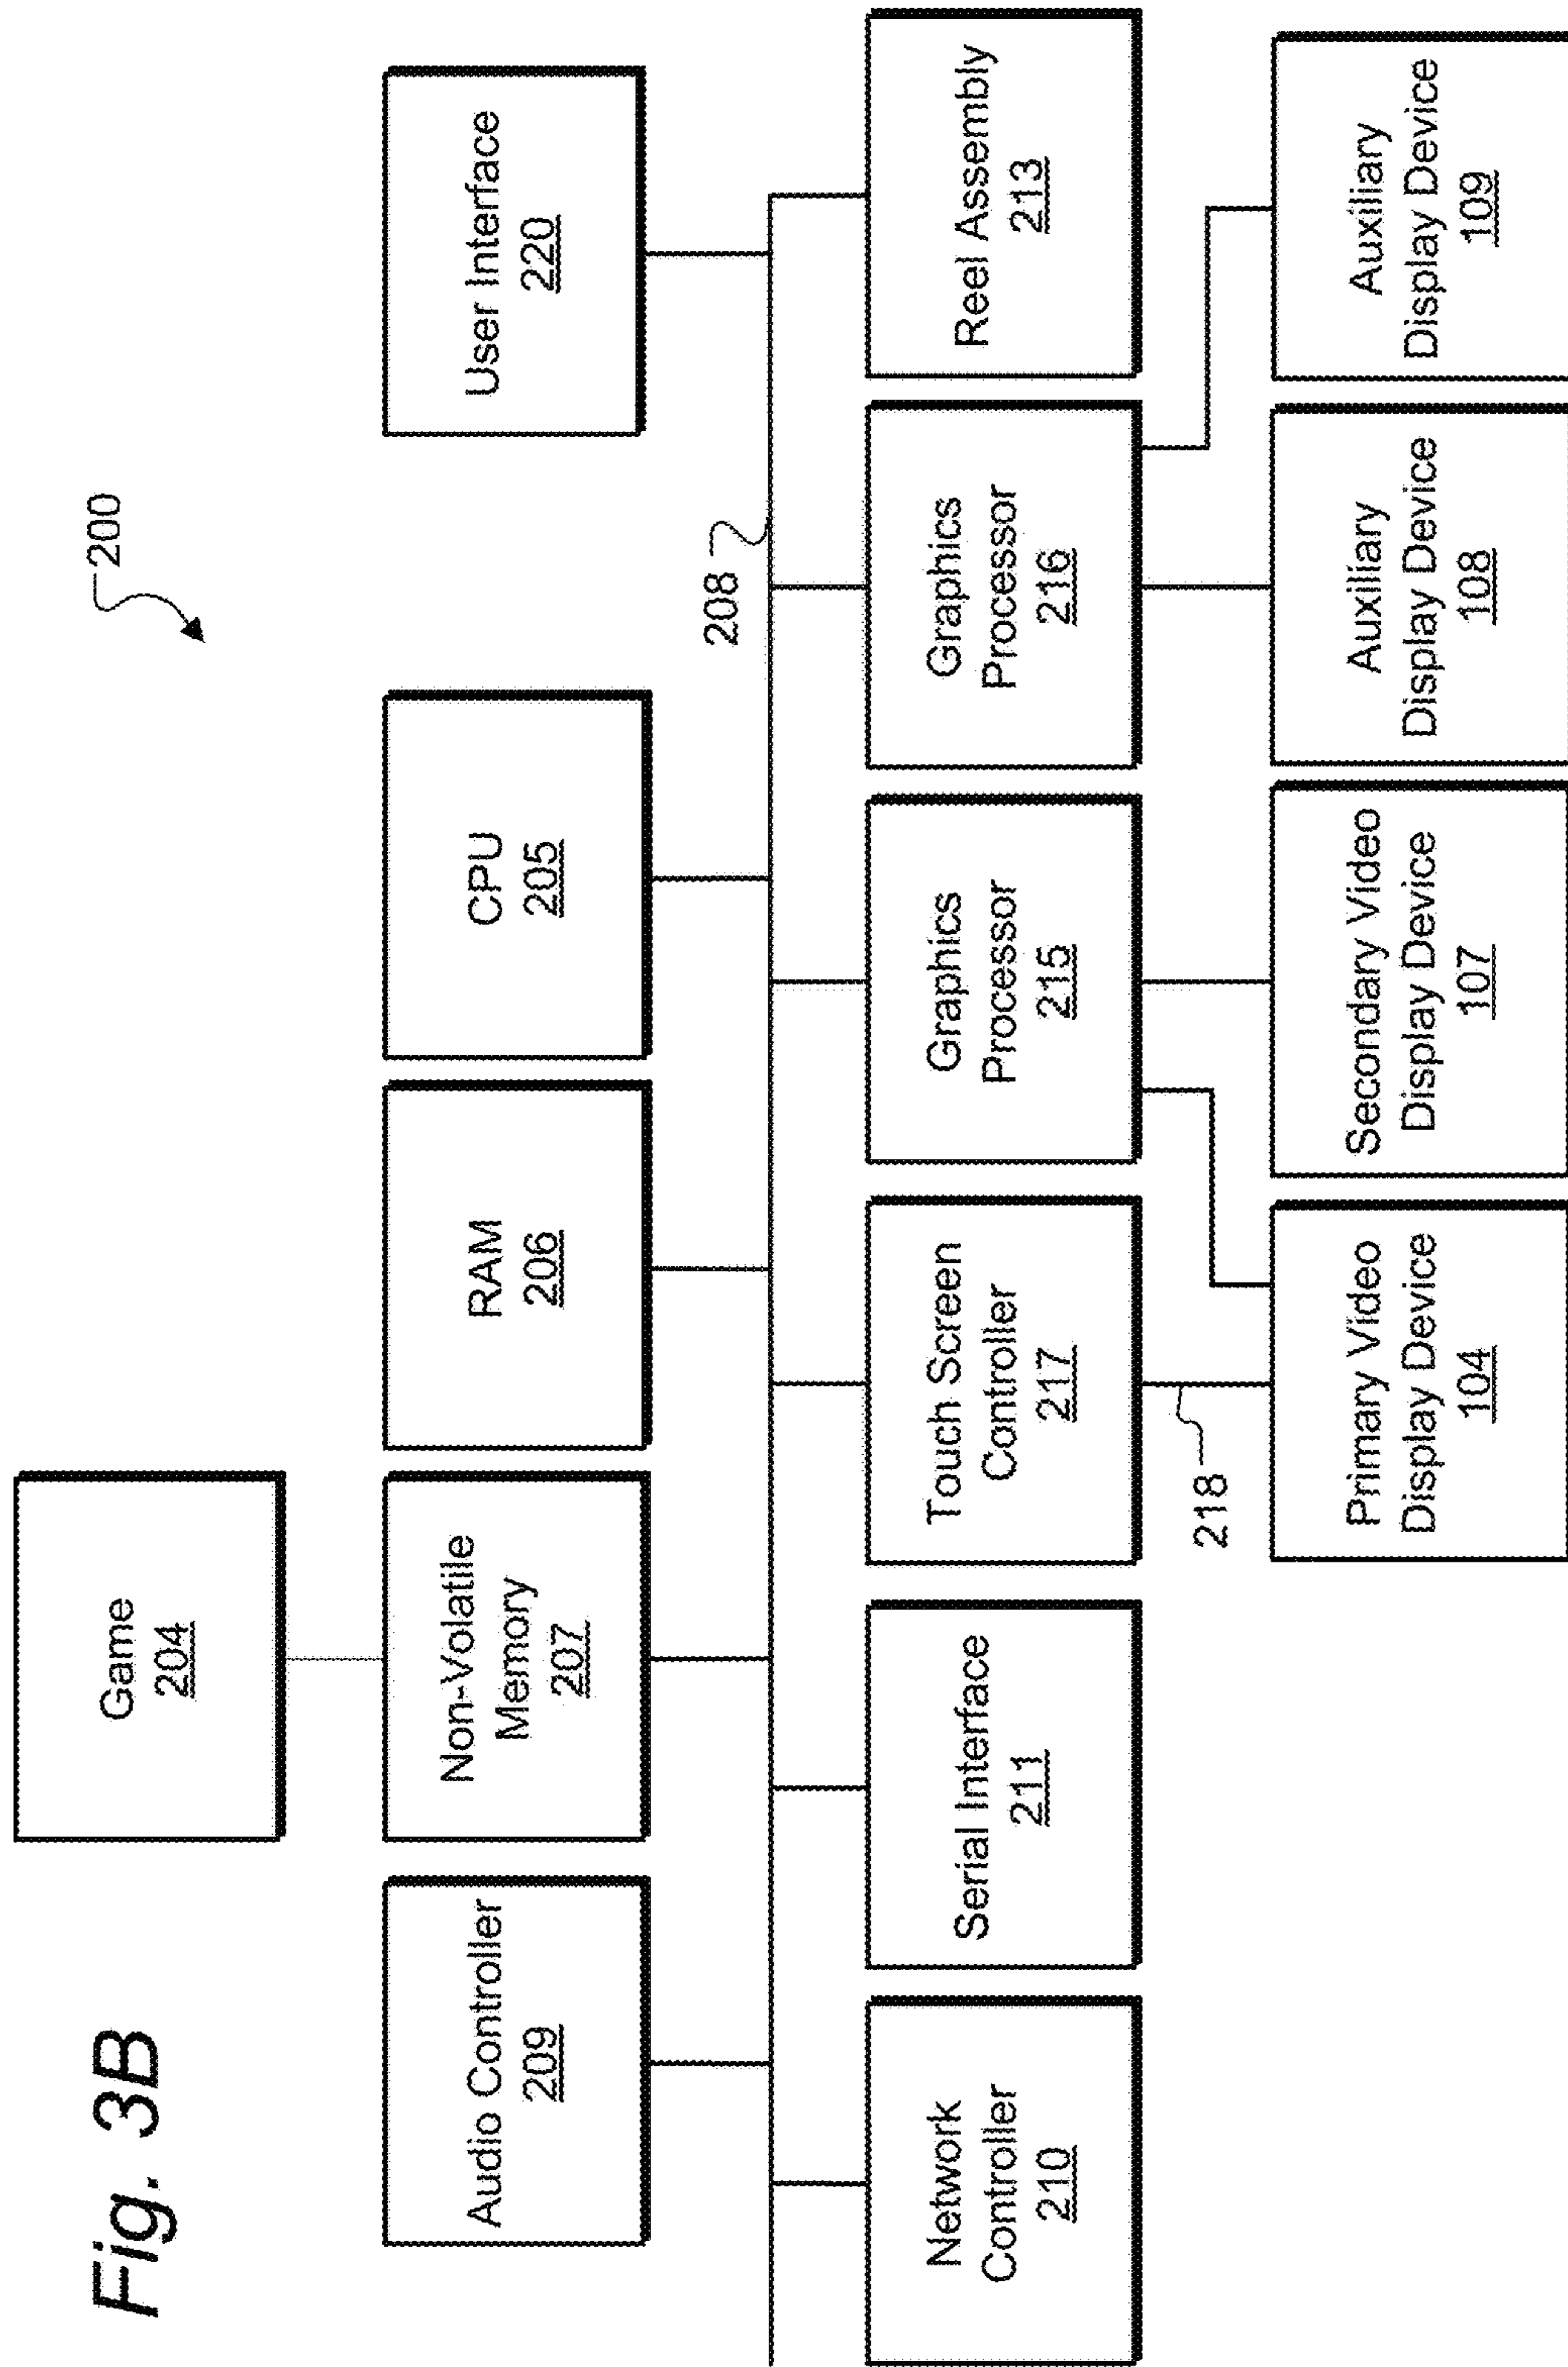 Fig. 3B
200
Game
204
Audio Controller
209
Non-Volatile
Memory
207
RAM
206
CPU
205
User Interface
220
208
Network
Controller
210
Serial Interface
211
Touch Screen
Controller
217
Graphics
Processor
215
Graphics
Processor
216
Reel Assembly
213
218
Primary Video
Display Device
104
Secondary Video
Display Device
107
Auxiliary
Display Device
108
Auxiliary
Display Device
109